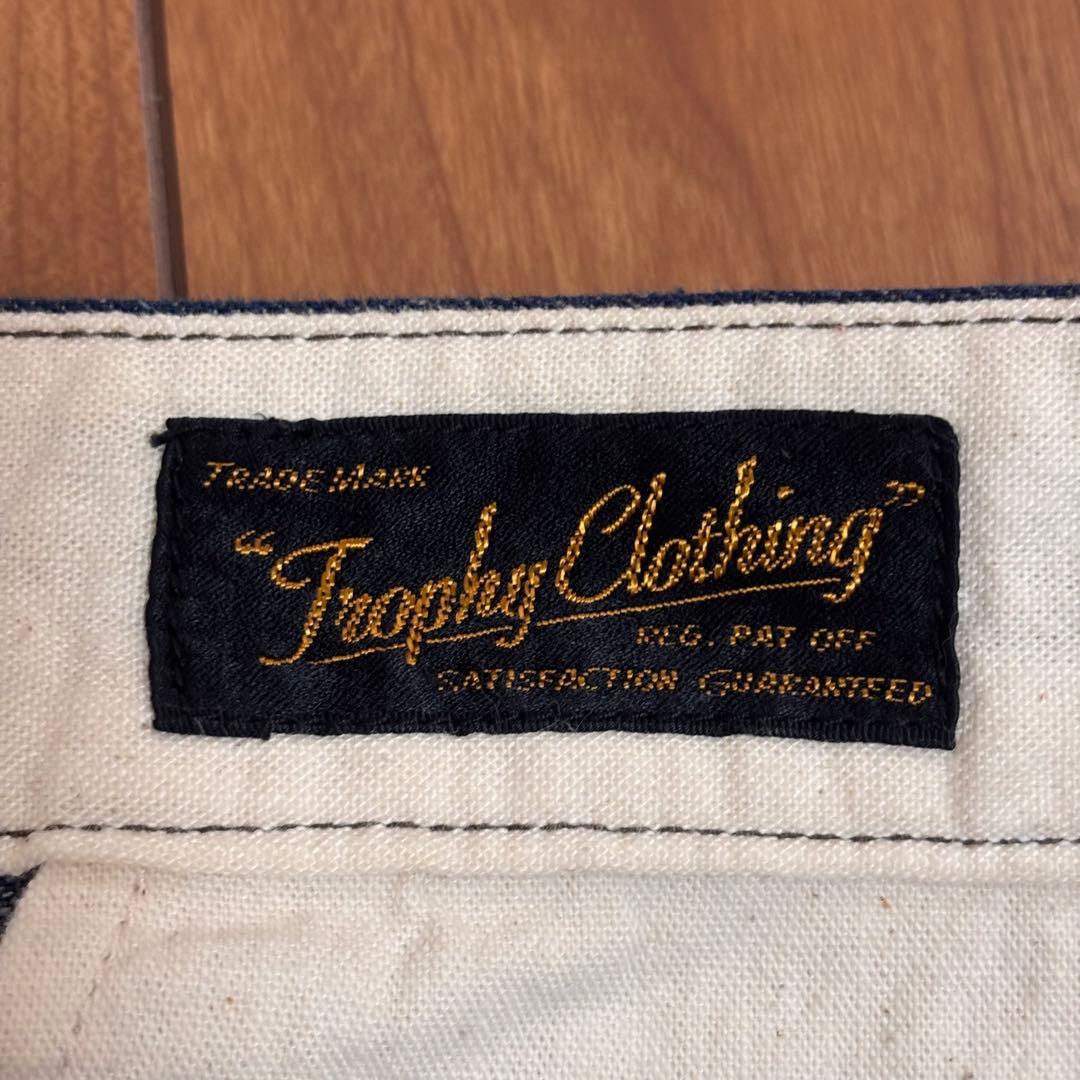 TRADE MARK
"Trophy Clothing"
REG. PAT OFF
SATISFACTION GUARANTEED